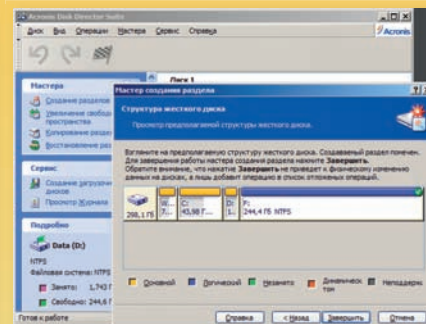 Acronis Disk Director Suite
Диск Вид Операции Мастера Сервис Справка
Acronis
Мастера
Создание разделов
Увеличение свобод
пространства
Копирование разде
Восстановление раз
Сервис
Создание загрузоч
дисков
Просмотр Журнала
Подробно
Data (D:)
NTFS
Файловая система: NTFS
Занято: 1,743 Г
Свободно: 244,6 Г
Готов к работе
Диск 1
Мастер создания раздела
Структура жесткого диска
Просмотр предполагаемой структуры жесткого диска.
Взгляните на предполагаемую структуру жесткого диска. Создаваемый раздел помечен.
Для завершения работы мастера создания раздела нажмите Завершить.
Обратите внимание, что нажатие Завершить не приведет к физическому изменению
данных на дисках, а лишь добавит операцию в список отложенных операций.
298,1 Гб
7...
C:
43,98 Г...
D:
1...
F:
244,4 Гб NTFS
Основной Логический Незанято Динамическ Неподдерж
том
Справка < Назад Завершить Отмена